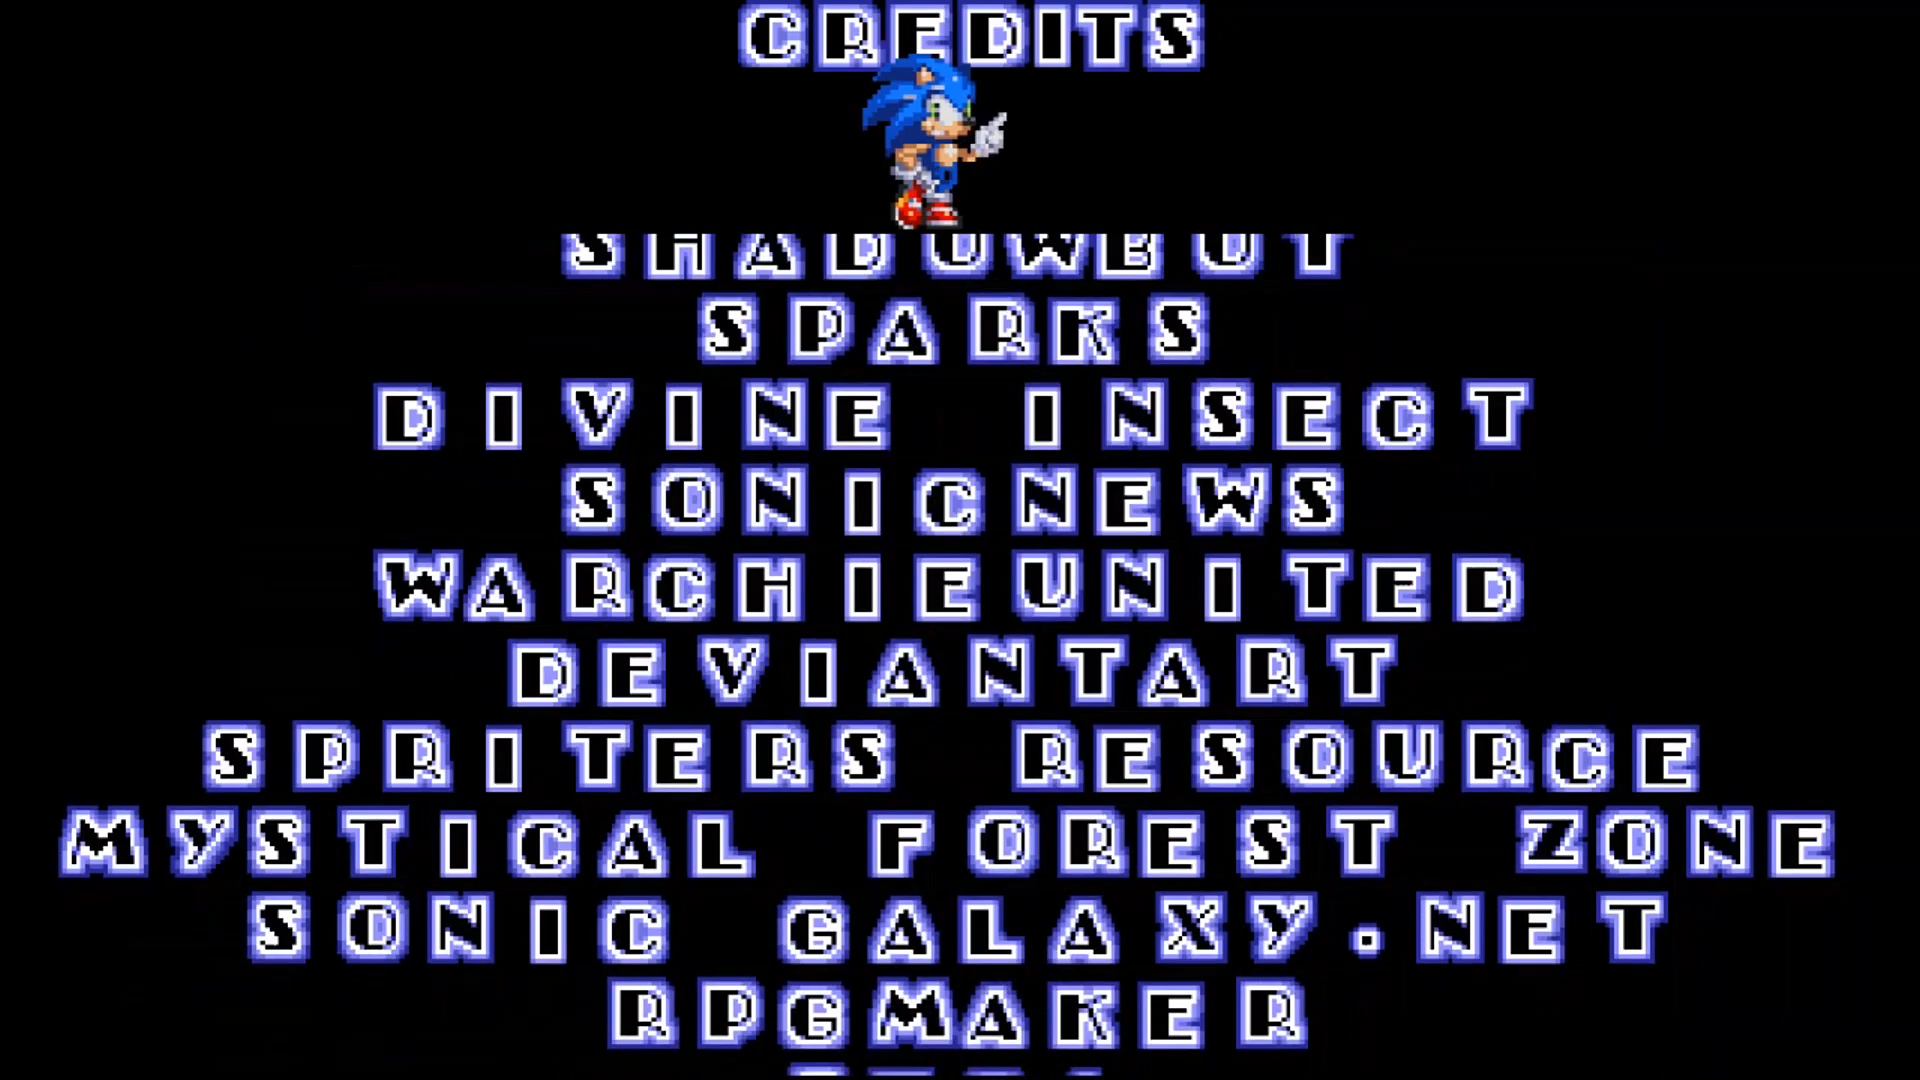 CREDITS
SHADOWBOT
SPARKS
DIVINE INSECT
SONICNEWS
WARCHIEUNITED
DEVIANTART
SPRITERS RESOURCE
MYSTICAL FOREST ZONE
SONIC GALAXY.NET
RPGMAKER